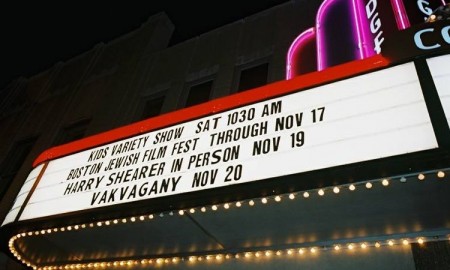 KIDS VARIETY SHOW SAT 1030 AM
BOSTON JEWISH FILM FEST THROUGH NOV 17
HARRY SHEARER IN PERSON NOV 19
VAKVAGANY NOV 20